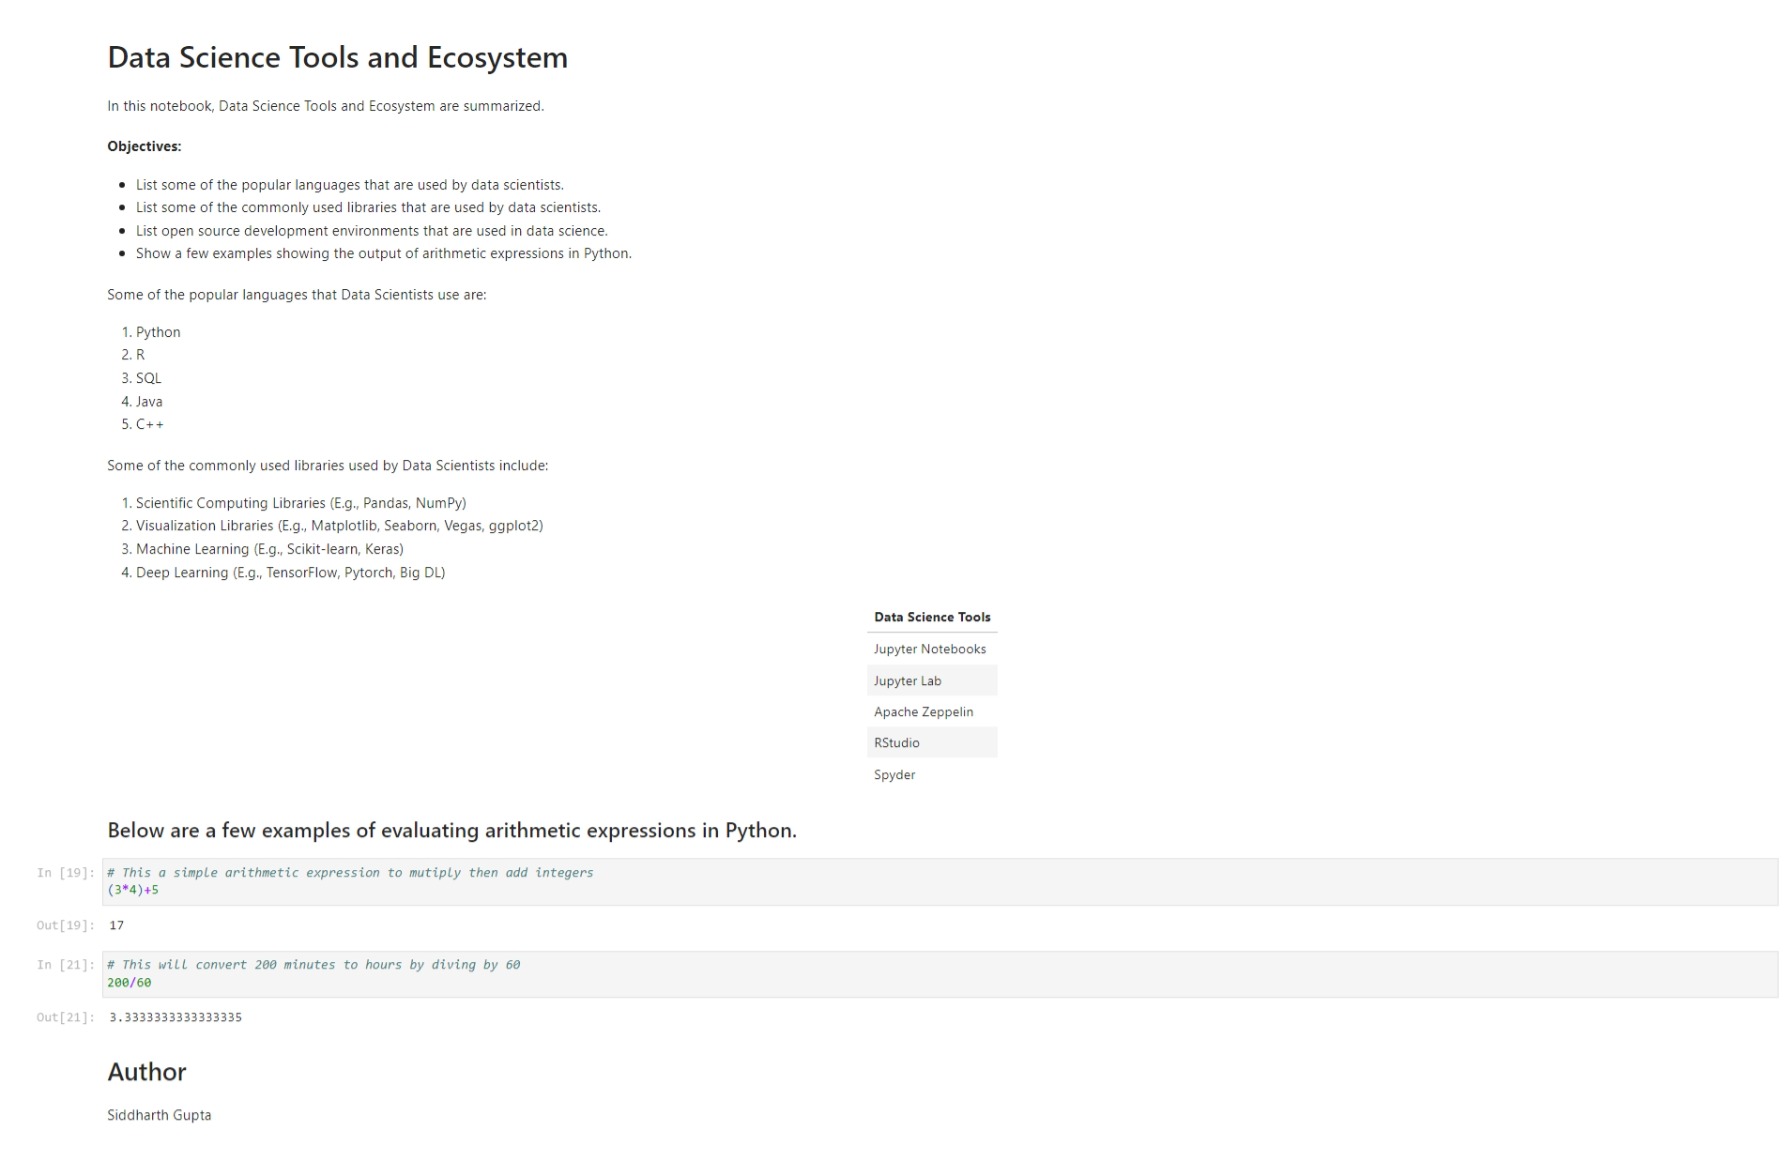 Data Science Tools and Ecosystem
In this notebook, Data Science Tools and Ecosystem are summarized.
Objectives:
• List some of the popular languages that are used by data scientists.
• List some of the commonly used libraries that are used by data scientists.
• List open source development environments that are used in data science.
• Show a few examples showing the output of arithmetic expressions in Python.
Some of the popular languages that Data Scientists use are:
1. Python
2. R
3. SQL
4. Java
5. C++
Some of the commonly used libraries used by Data Scientists include:
1. Scientific Computing Libraries (E.g., Pandas, NumPy)
2. Visualization Libraries (E.g., Matplotlib, Seaborn, Vegas, ggplot2)
3. Machine Learning (E.g., Scikit-learn, Keras)
4. Deep Learning (E.g., TensorFlow, Pytorch, Big DL)
Data Science Tools
Jupyter Notebooks
Jupyter Lab
Apache Zeppelin
RStudio
Spyder
Below are a few examples of evaluating arithmetic expressions in Python.
In [19]: # This a simple arithmetic expression to mutiply then add integers
(3*4)+5
Out[19]: 17
In [21]: # This will convert 200 minutes to hours by diving by 60
200/60
Out[21]: 3.3333333333333335
Author
Siddharth Gupta